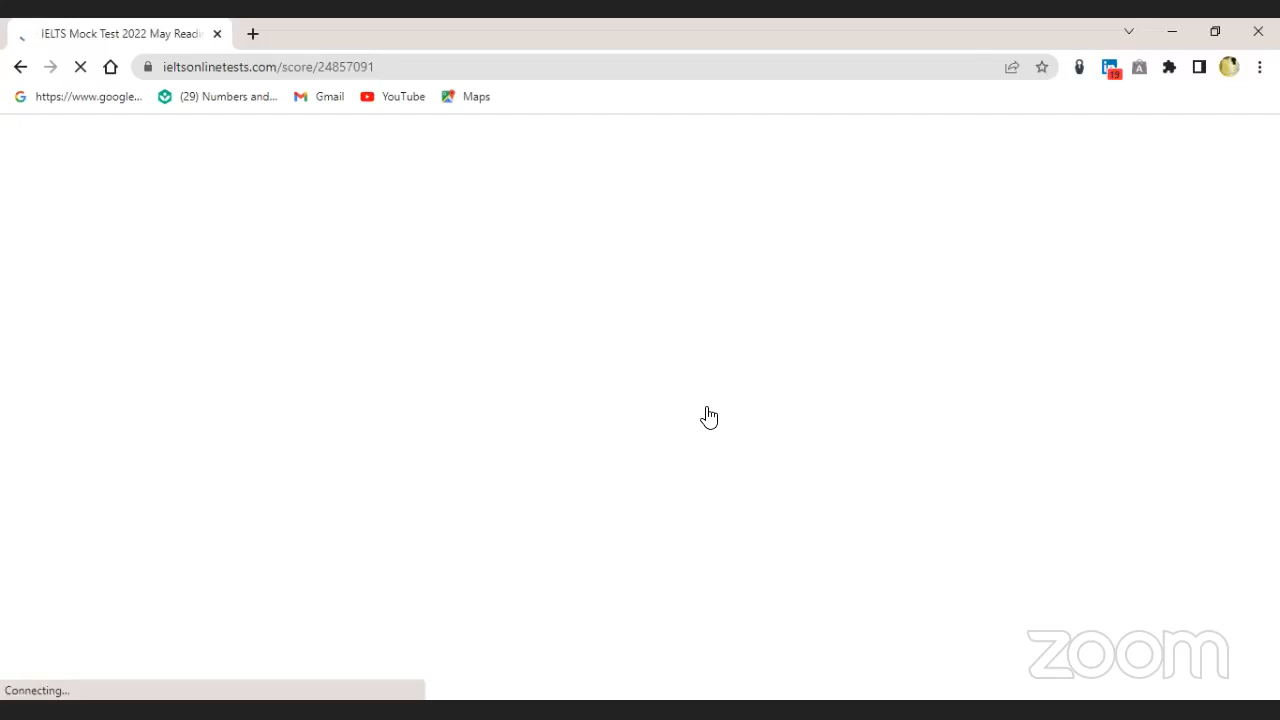 IELTS Mock Test 2022 May Readi
ieltsonlinetests.com/score/24857091
19
https://www.google... (29) Numbers and... Gmail YouTube Maps
zoom
Connecting...